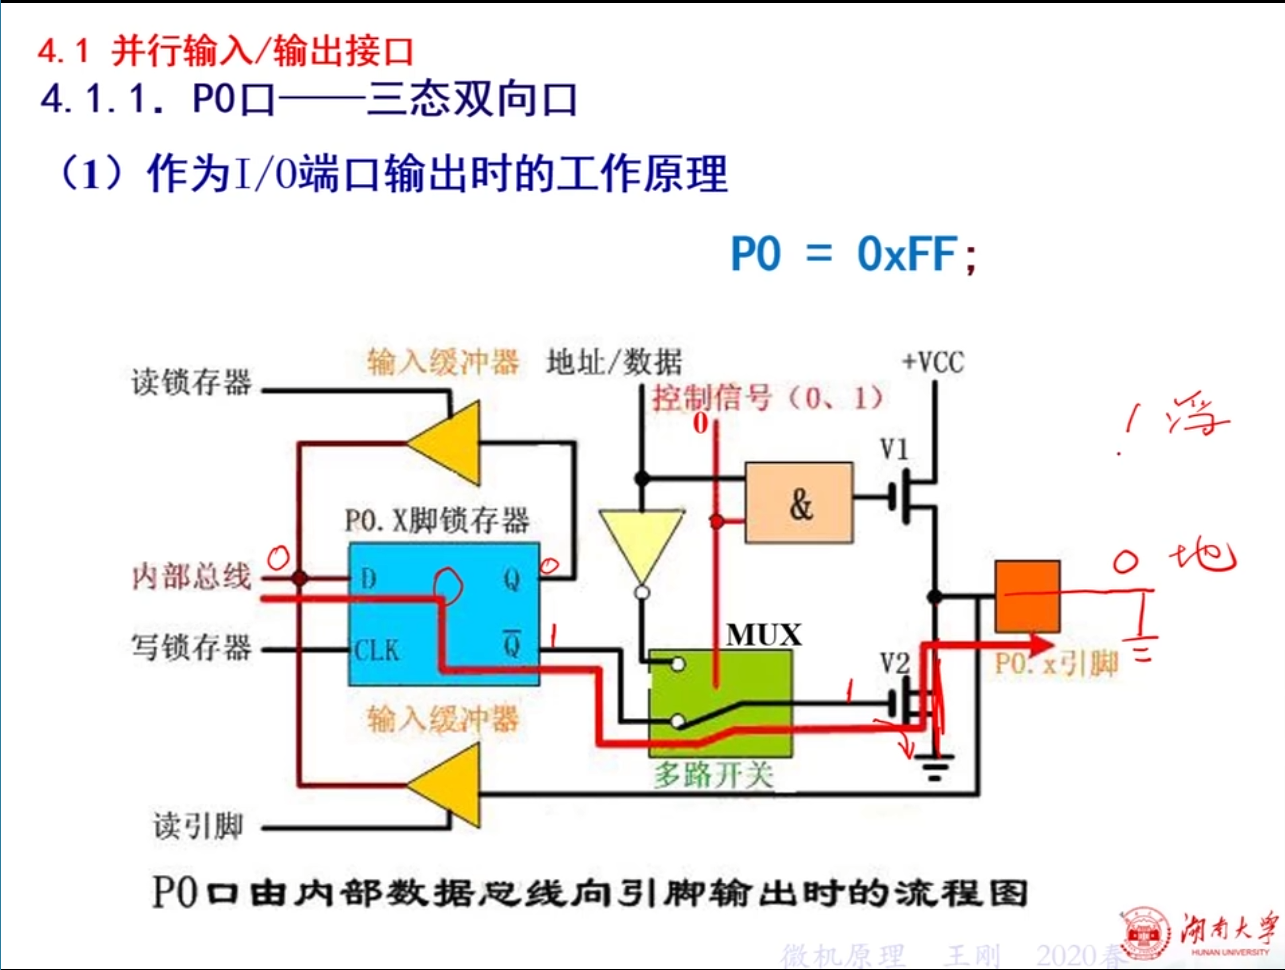 4.1 并行输入/输出接口
4.1.1. P0口——三态双向口
（1）作为I/O端口输出时的工作原理
P0 = 0xFF;
输入缓冲器
地址/数据
+VCC
读锁存器
控制信号（0、1）
0
1 浮
V1
&
P0.X脚锁存器
0
内部总线
D
0
Q
0
0 地
写锁存器
CLK
Q
1
MUX
V2
1
P0.x引脚
输入缓冲器
多路开关
读引脚
P0口由内部数据总线向引脚输出时的流程图
湖南大学
HUNAN UNIVERSITY
微机原理 王刚 2020春